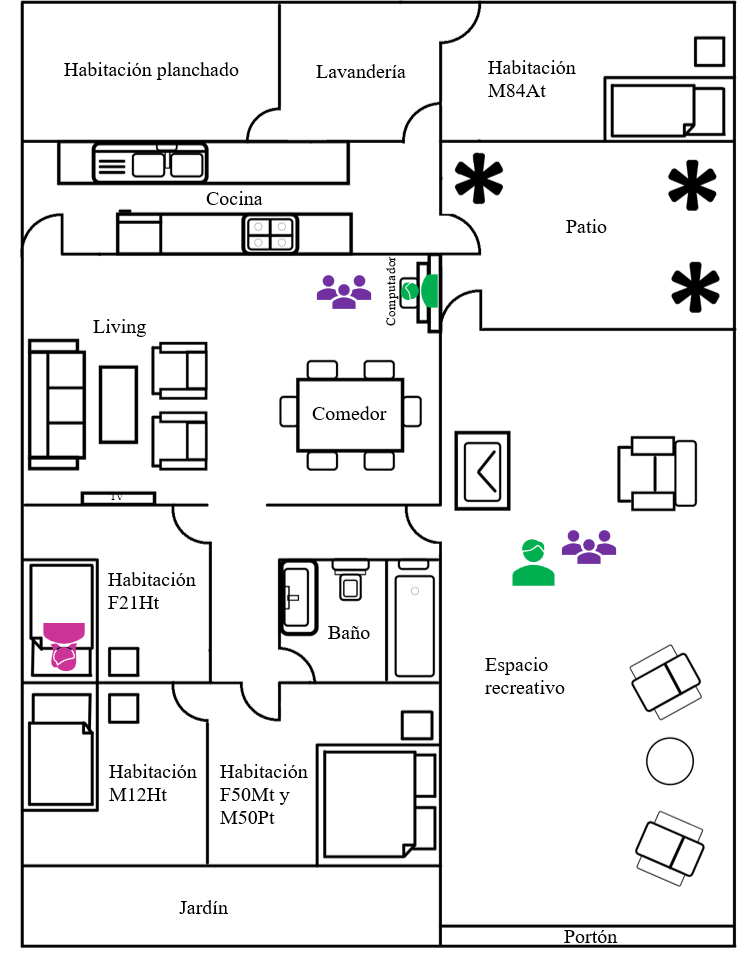 Habitación planchado
Lavandería
Habitación
M84At
Cocina
Patio
Computador
Living
Comedor
TV
Habitación
F21Ht
Baño
Espacio
recreativo
Habitación
M12Ht
Habitación
F50Mt y
M50Pt
Jardín
Portón